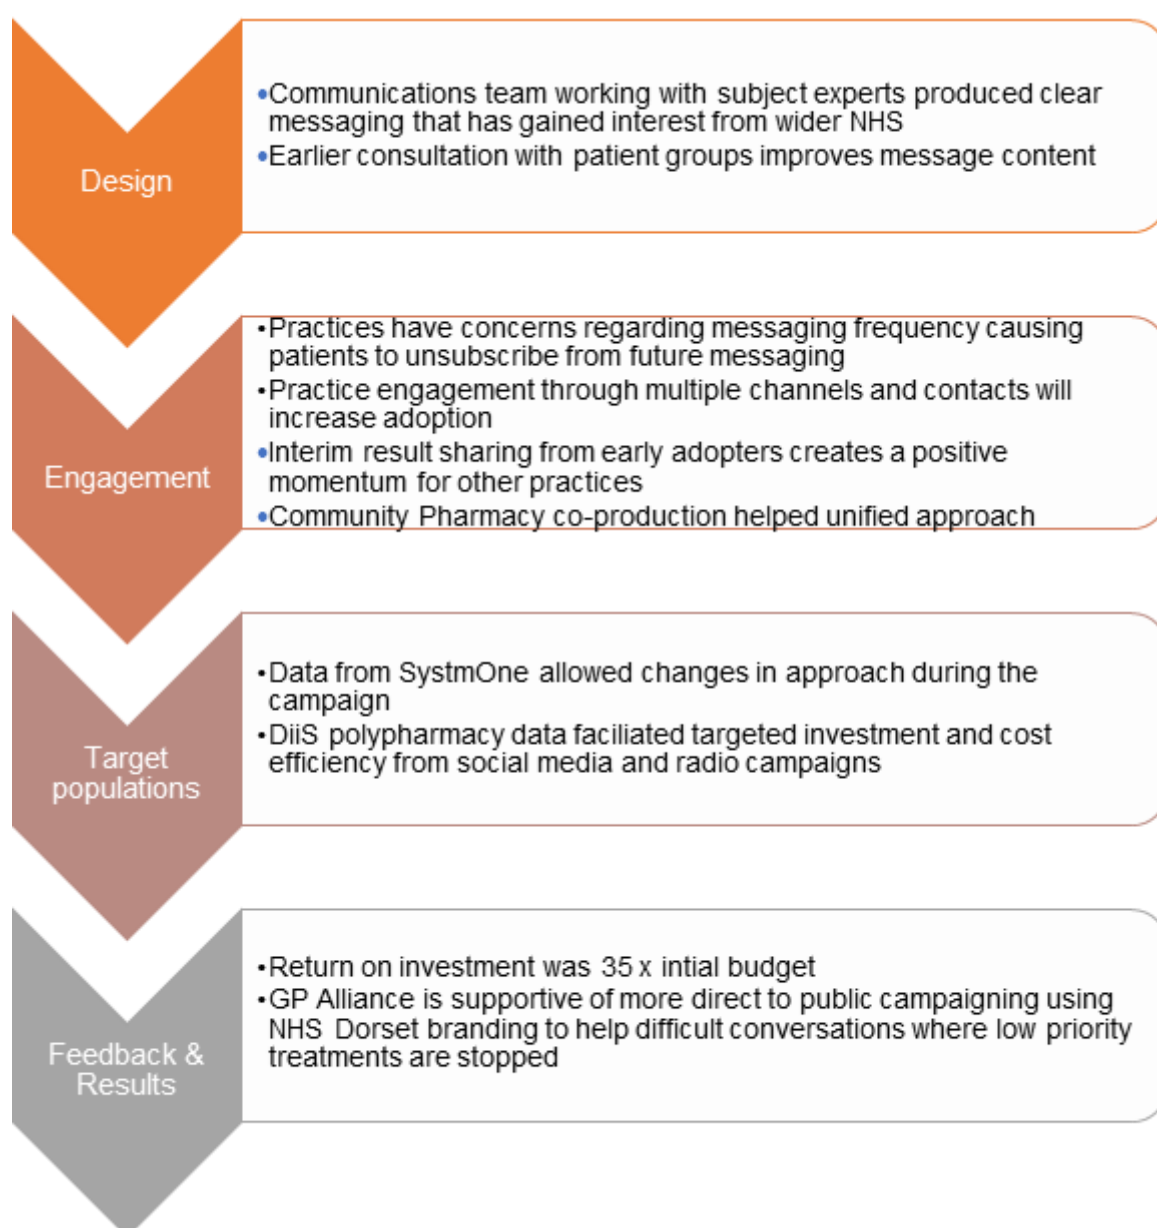 Design
•Communications team working with subject experts produced clear
messaging that has gained interest from wider NHS
•Earlier consultation with patient groups improves message content
Engagement
•Practices have concerns regarding messaging frequency causing
patients to unsubscribe from future messaging
•Practice engagement through multiple channels and contacts will
increase adoption
•Interim result sharing from early adopters creates a positive
momentum for other practices
•Community Pharmacy co-production helped unified approach
Target
populations
•Data from SystmOne allowed changes in approach during the
campaign
•DiiS polypharmacy data faciliated targeted investment and cost
efficiency from social media and radio campaigns
Feedback &
Results
•Return on investment was 35 x intial budget
•GP Alliance is supportive of more direct to public campaigning using
NHS Dorset branding to help difficult conversations where low priority
treatments are stopped